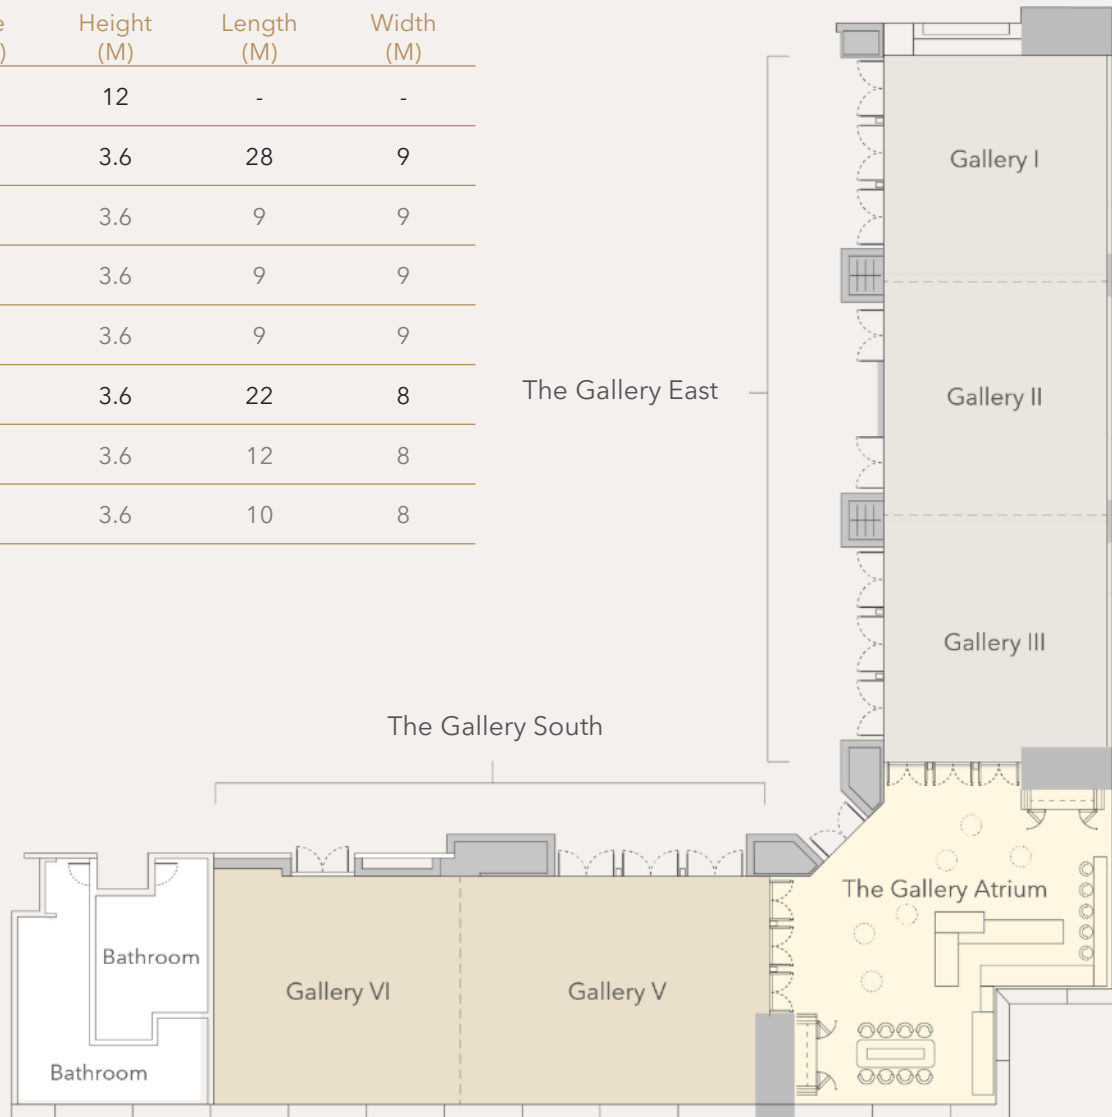 e Height Length Width
) (M) (M) (M)
12 - -
3.6 28 9
3.6 9 9
3.6 9 9
3.6 9 9
3.6 22 8
3.6 12 8
3.6 10 8
Gallery I
The Gallery East
Gallery II
Gallery III
The Gallery South
The Gallery Atrium
Bathroom
Gallery VI
Gallery V
Bathroom